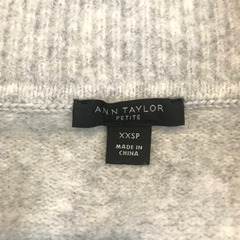 ANN TAYLOR
PETITE
XXSP
MADE IN
CHINA